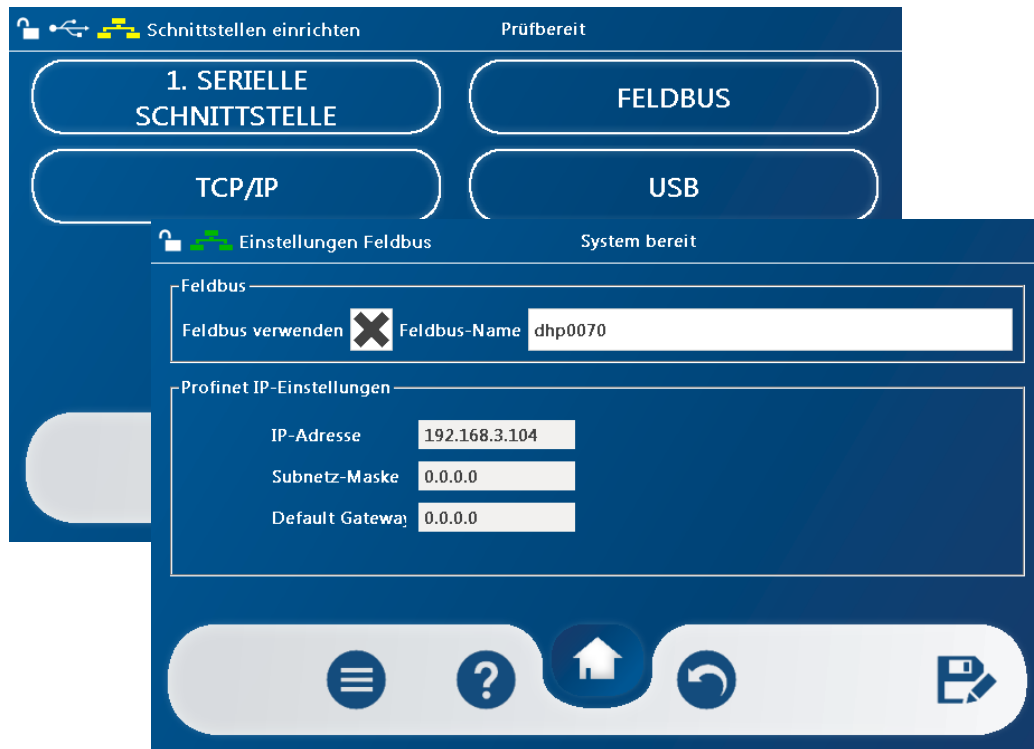 Schnittstellen einrichten Prüfbereit
1. SERIELLE
SCHNITTSTELLE
FELDBUS
TCP/IP
USB
Einstellungen Feldbus System bereit
Feldbus
Feldbus verwenden Feldbus-Name dhp0070
Profinet IP-Einstellungen
IP-Adresse 192.168.3.104
Subnetz-Maske 0.0.0.0
Default Gateway 0.0.0.0
?